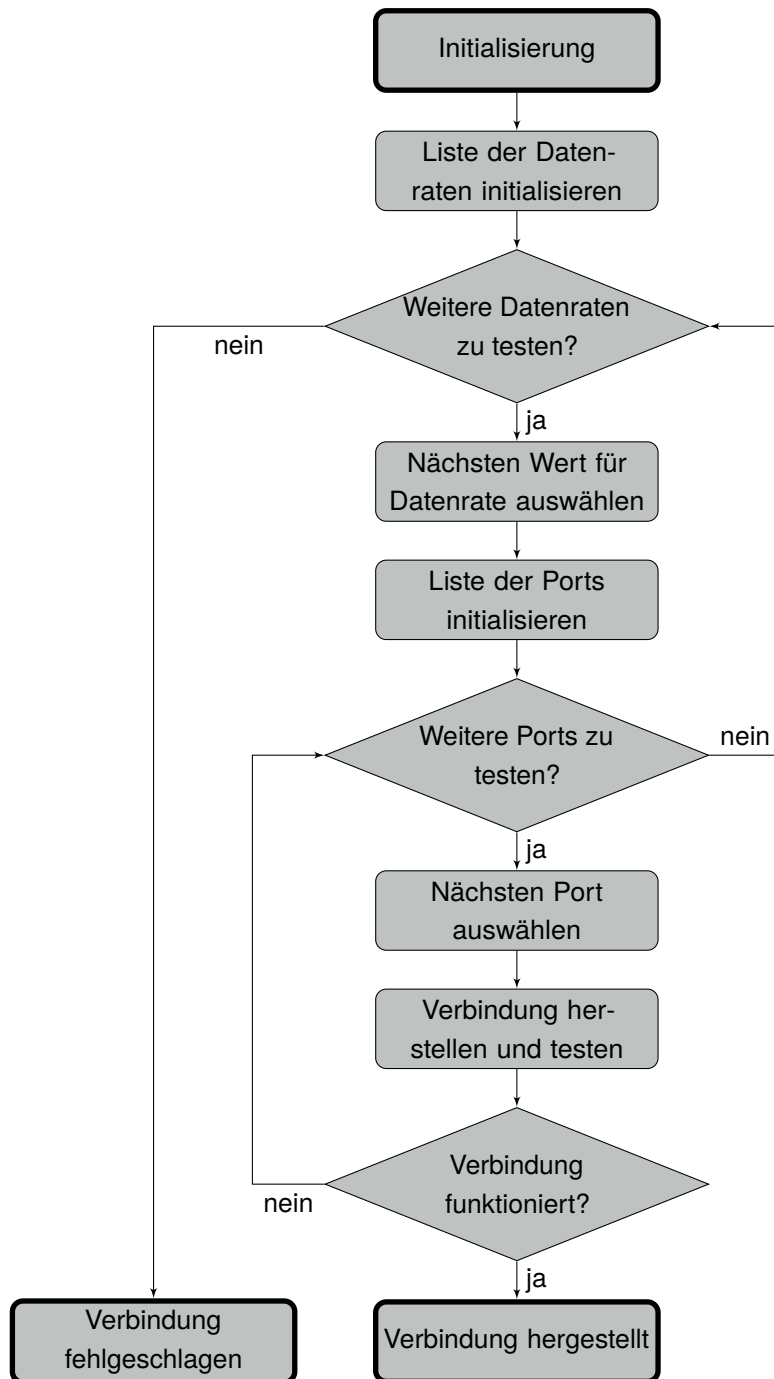 Initialisierung
Liste der Daten-
raten initialisieren
Weitere Datenraten
zu testen?
nein
ja
Nächsten Wert für
Datenrate auswählen
Liste der Ports
initialisieren
Weitere Ports zu
testen?
nein
ja
Nächsten Port
auswählen
Verbindung her-
stellen und testen
Verbindung
funktioniert?
nein
ja
Verbindung
fehlgeschlagen
Verbindung hergestellt